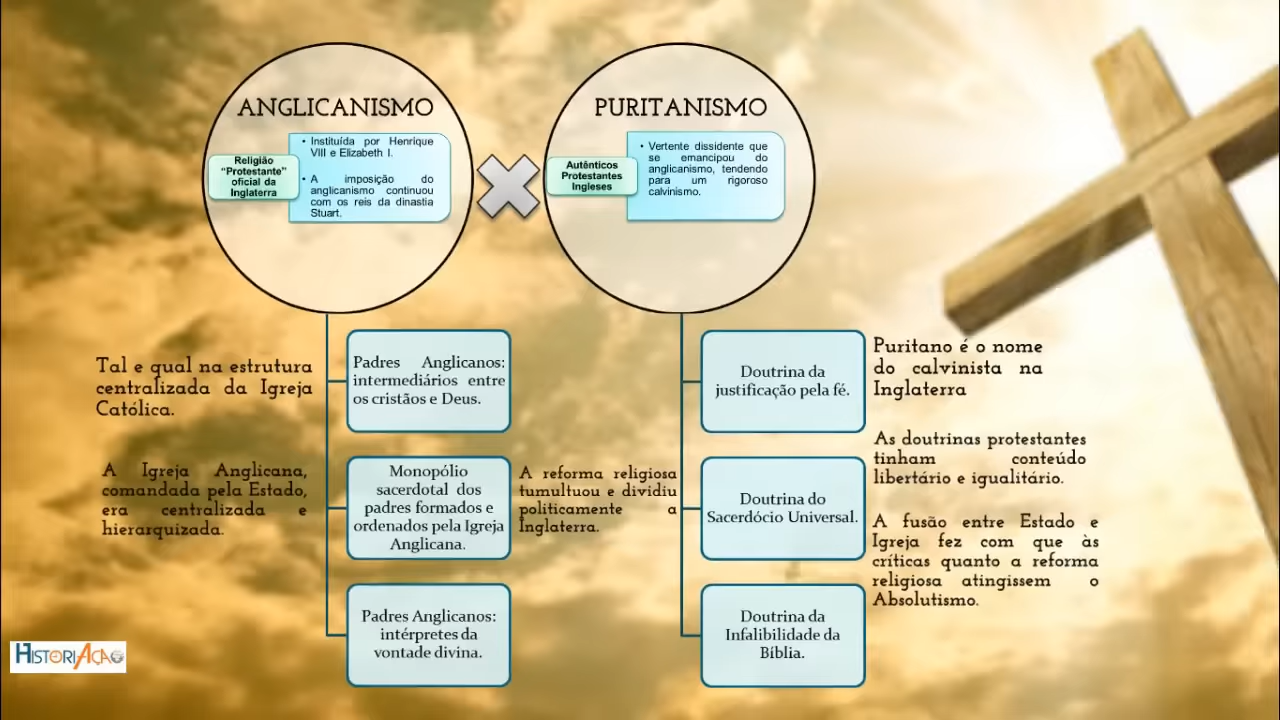 ANGLICANISMO
Religião
“Protestante”
oficial da
Inglaterra
• Instituída por Henrique
VIII e Elizabeth I.
• A imposição do
anglicanismo continuou
com os reis da dinastia
Stuart.
PURITANISMO
Autênticos
Protestantes
Ingleses
• Vertente dissidente que
se emancipou do
anglicanismo, tendendo
para um rigoroso
calvinismo.
Tal e qual na estrutura
centralizada da Igreja
Católica.
A Igreja Anglicana,
comandada pela Estado,
era centralizada e
hierarquizada.
Padres Anglicanos:
intermediários entre
os cristãos e Deus.
Monopólio
sacerdotal dos
padres formados e
ordenados pela Igreja
Anglicana.
Padres Anglicanos:
intérpretes da
vontade divina.
A reforma religiosa
tumultuou e dividiu
politicamente a
Inglaterra.
Doutrina da
justificação pela fé.
Doutrina do
Sacerdócio Universal.
Doutrina da
Infalibilidade da
Bíblia.
Puritano é o nome
do calvinista na
Inglaterra
As doutrinas protestantes
tinham conteúdo
libertário e igualitário.
A fusão entre Estado e
Igreja fez com que às
críticas quanto a reforma
religiosa atingissem o
Absolutismo.
HISTORIAÇÃO